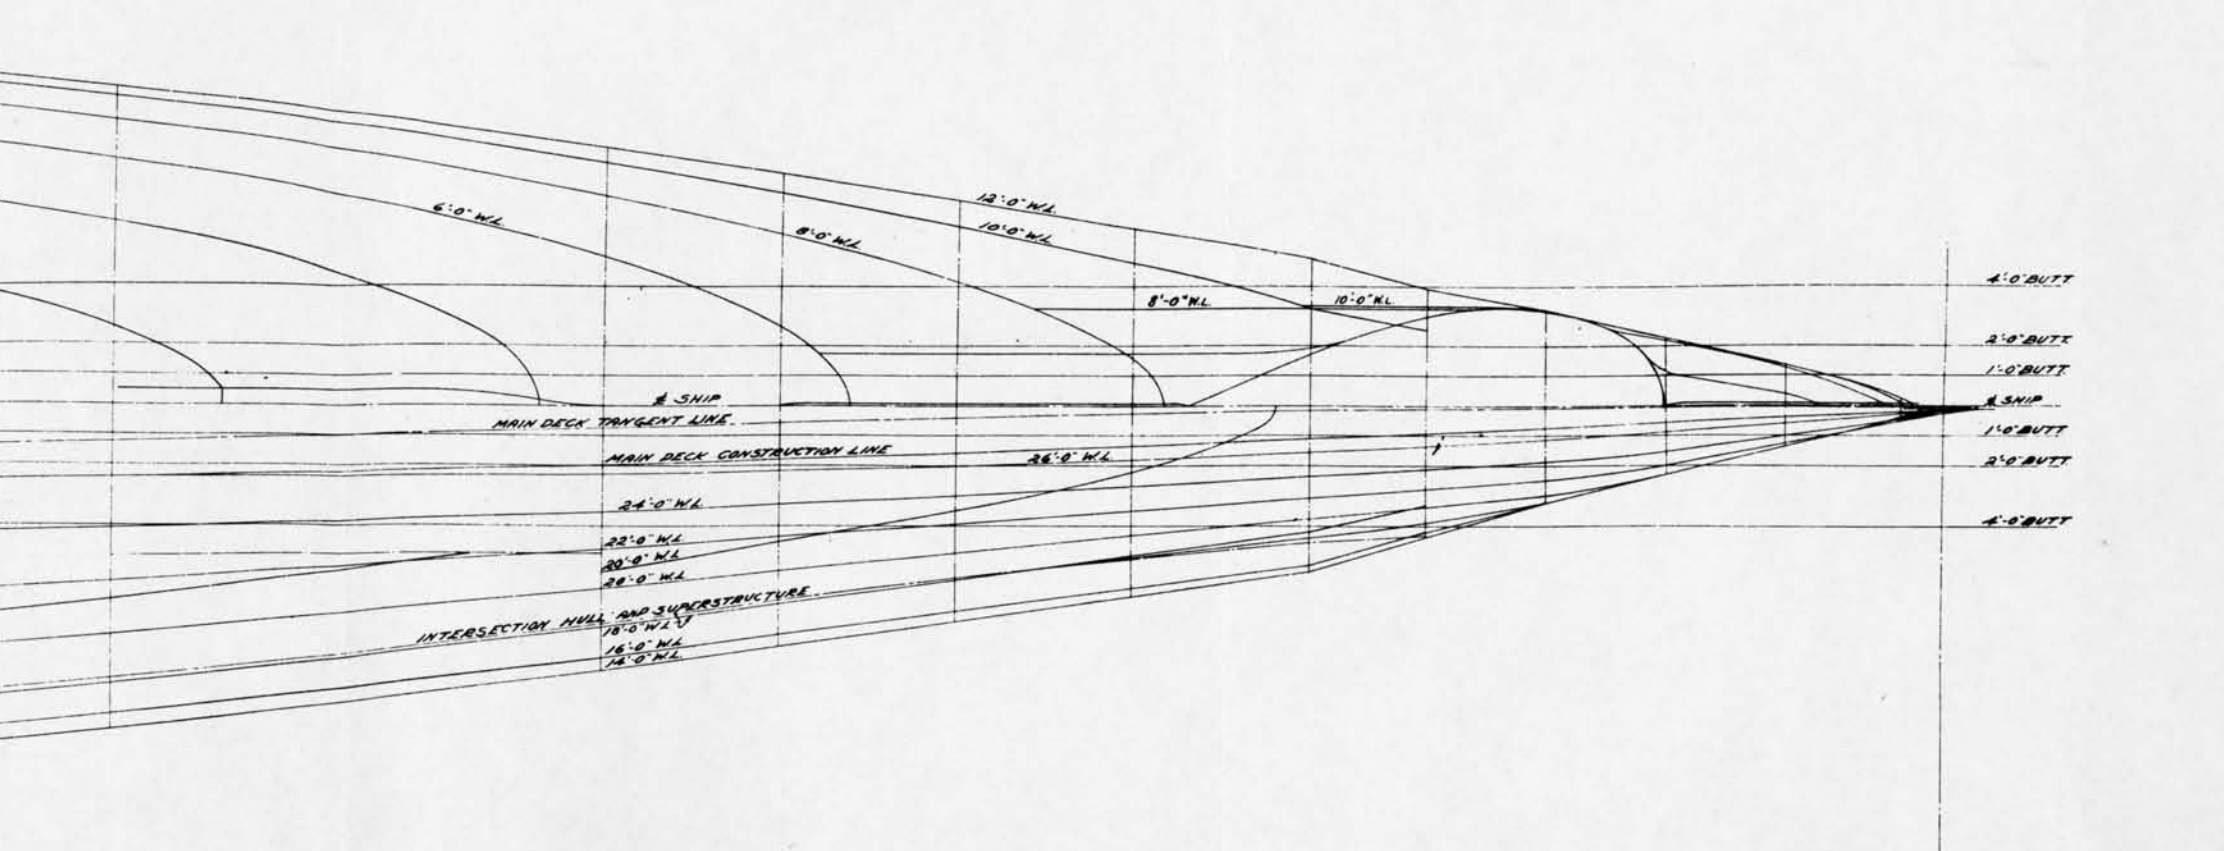 12'-0" W.L.
6'-0" W.L.
10'-0" W.L.
8'-0" W.L.
4'-0" BUTT.
8'-0" W.L.
10'-0" W.L.
2'-0" BUTT.
1'-0" BUTT.
℄ SHIP
℄ SHIP
MAIN DECK TANGENT LINE
1'-0" BUTT
MAIN DECK CONSTRUCTION LINE
26'-0" W.L.
2'-0" BUTT.
24'-0" W.L.
4'-0" BUTT
22'-0" W.L.
20'-0" W.L.
20'-0" W.L.
INTERSECTION HULL AND SUPERSTRUCTURE
18'-0" W.L.
16'-0" W.L.
14'-0" W.L.